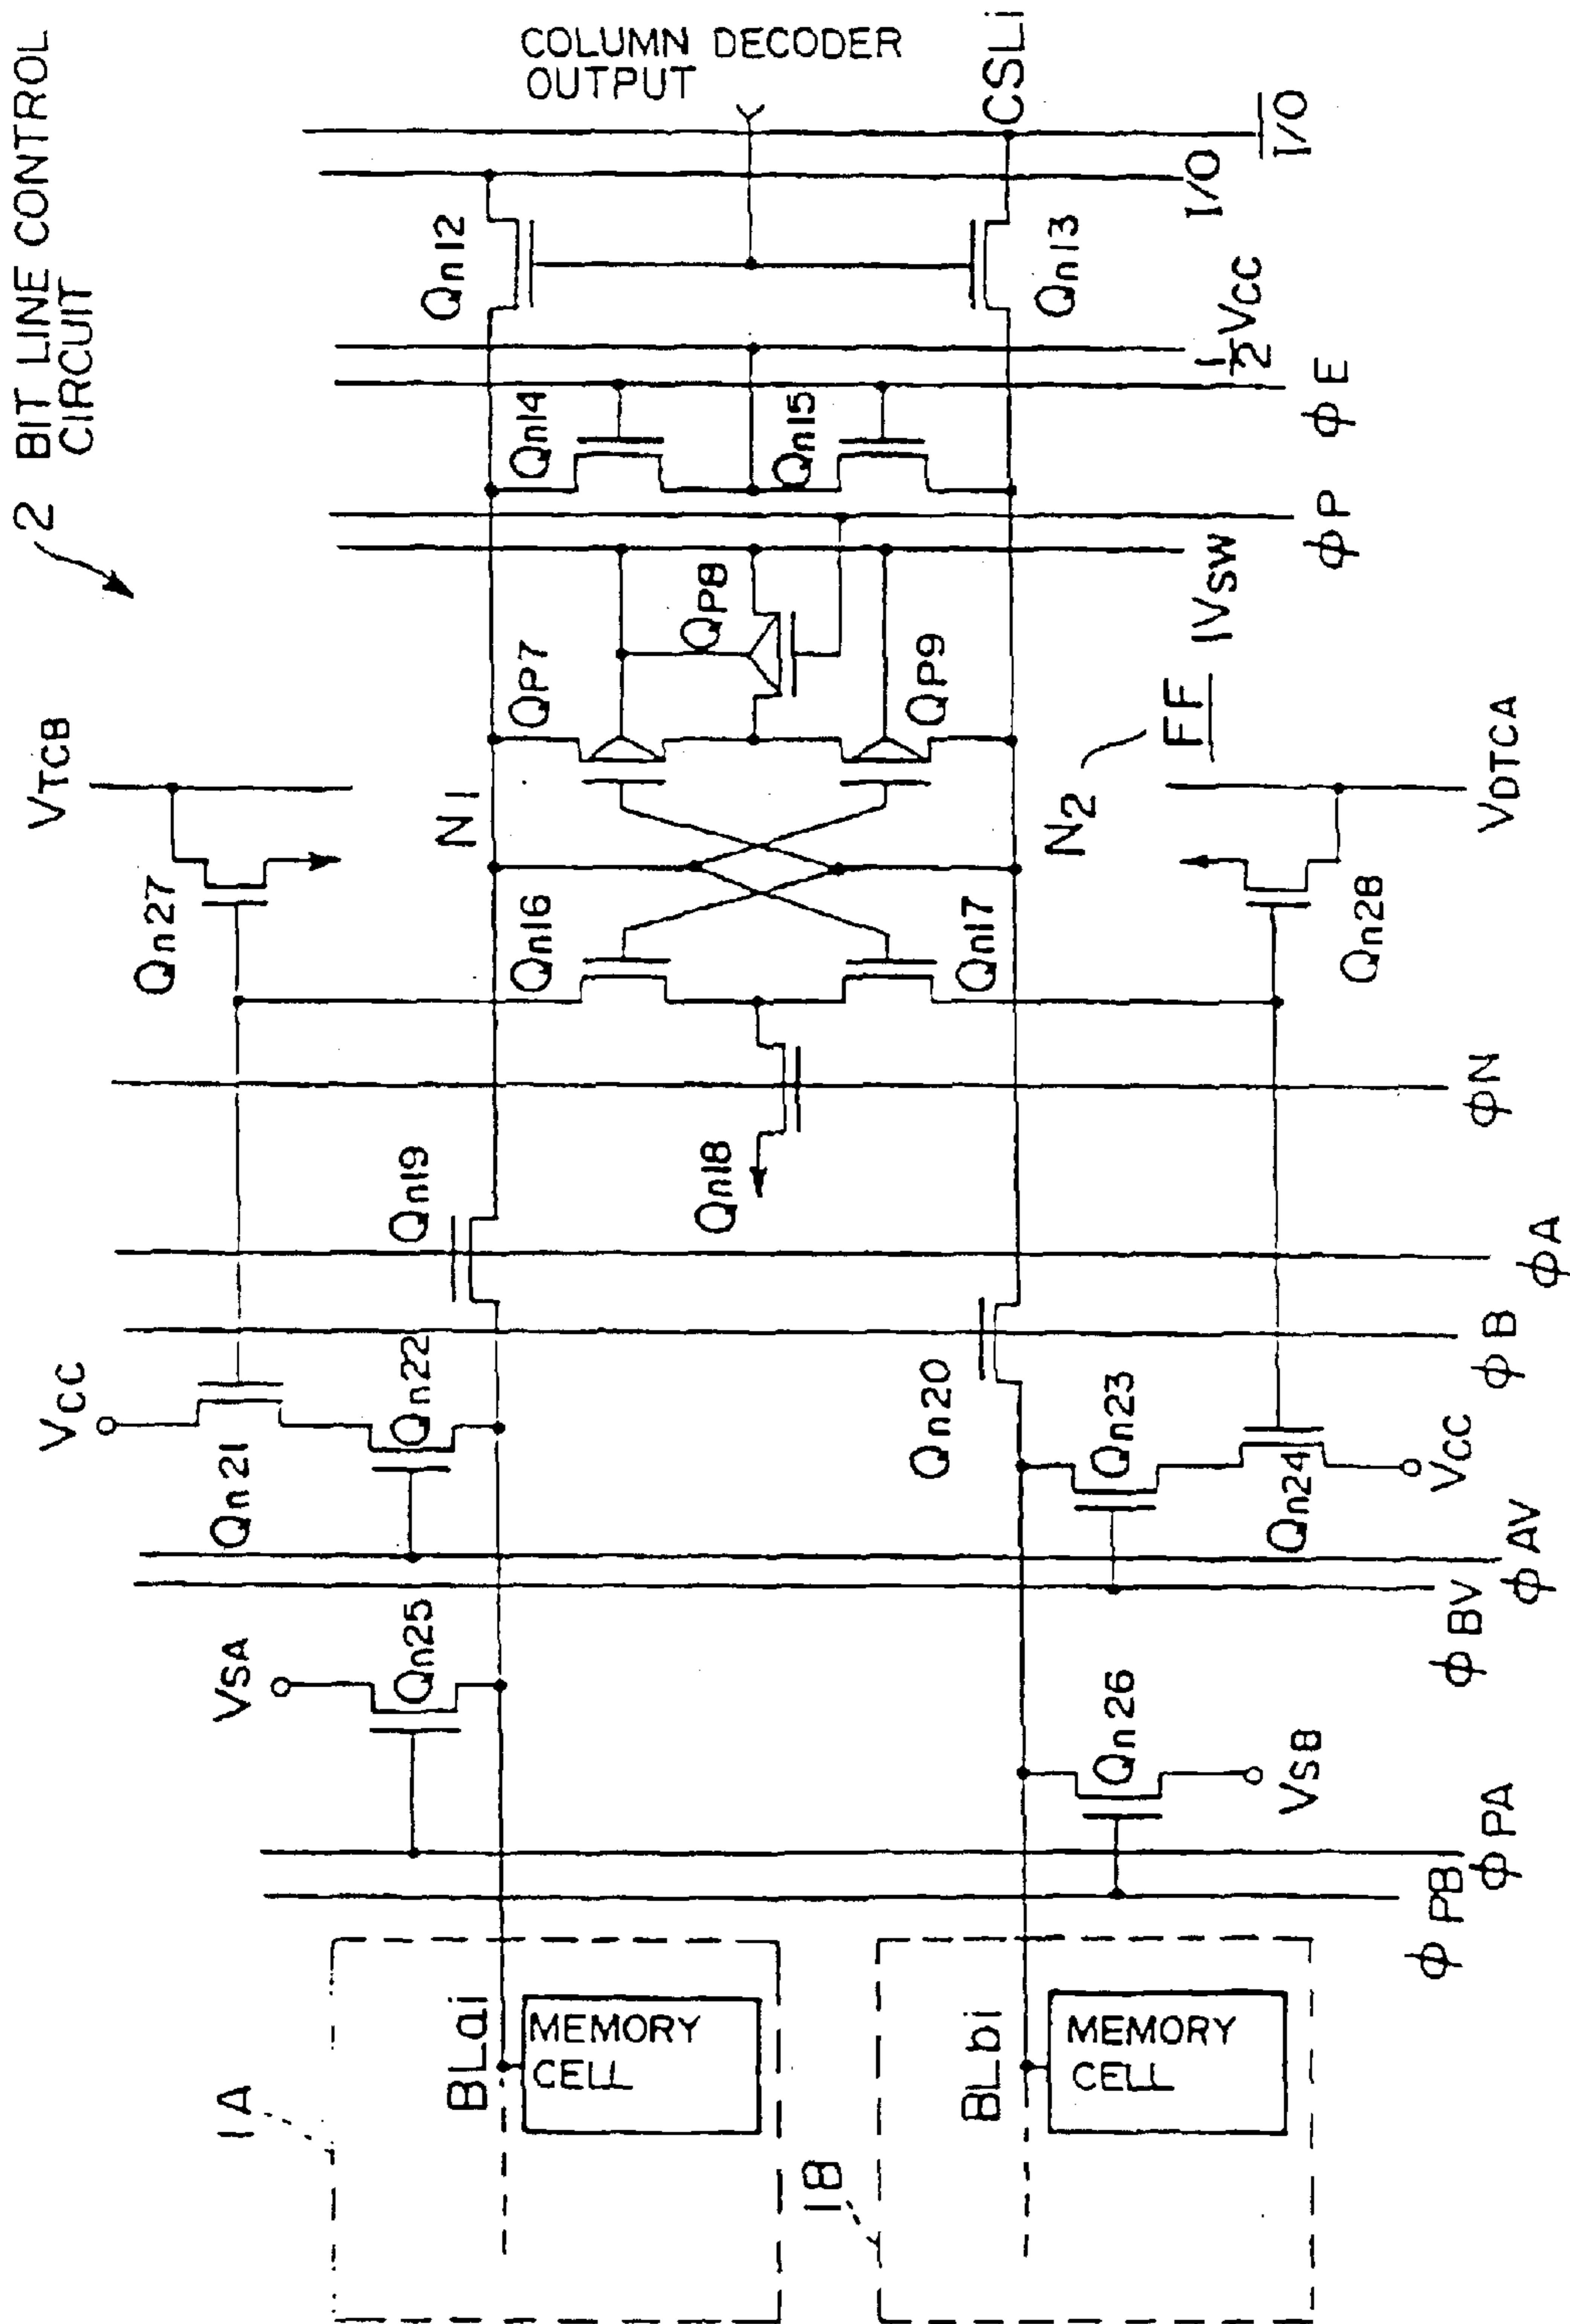 2 BIT LINE CONTROL
CIRCUIT
COLUMN DECODER
OUTPUT
CSLi
I/O
I/O
Qn12
Qn13
1/2 VCC
Qn14
Qn15
φE
φP
VSW
QP7
QP8
QP9
FF
VTCB
N1
N2
VDTCA
Qn27
Qn16
Qn17
Qn28
φN
Qn18
Qn19
φA
φB
VCC
Qn21
Qn22
Qn20
Qn23
Qn24
VCC
φAV
φBV
VSA
Qn25
Qn26
VSB
φPA
φPB
1A
BLai
MEMORY
CELL
1B
BLbi
MEMORY
CELL